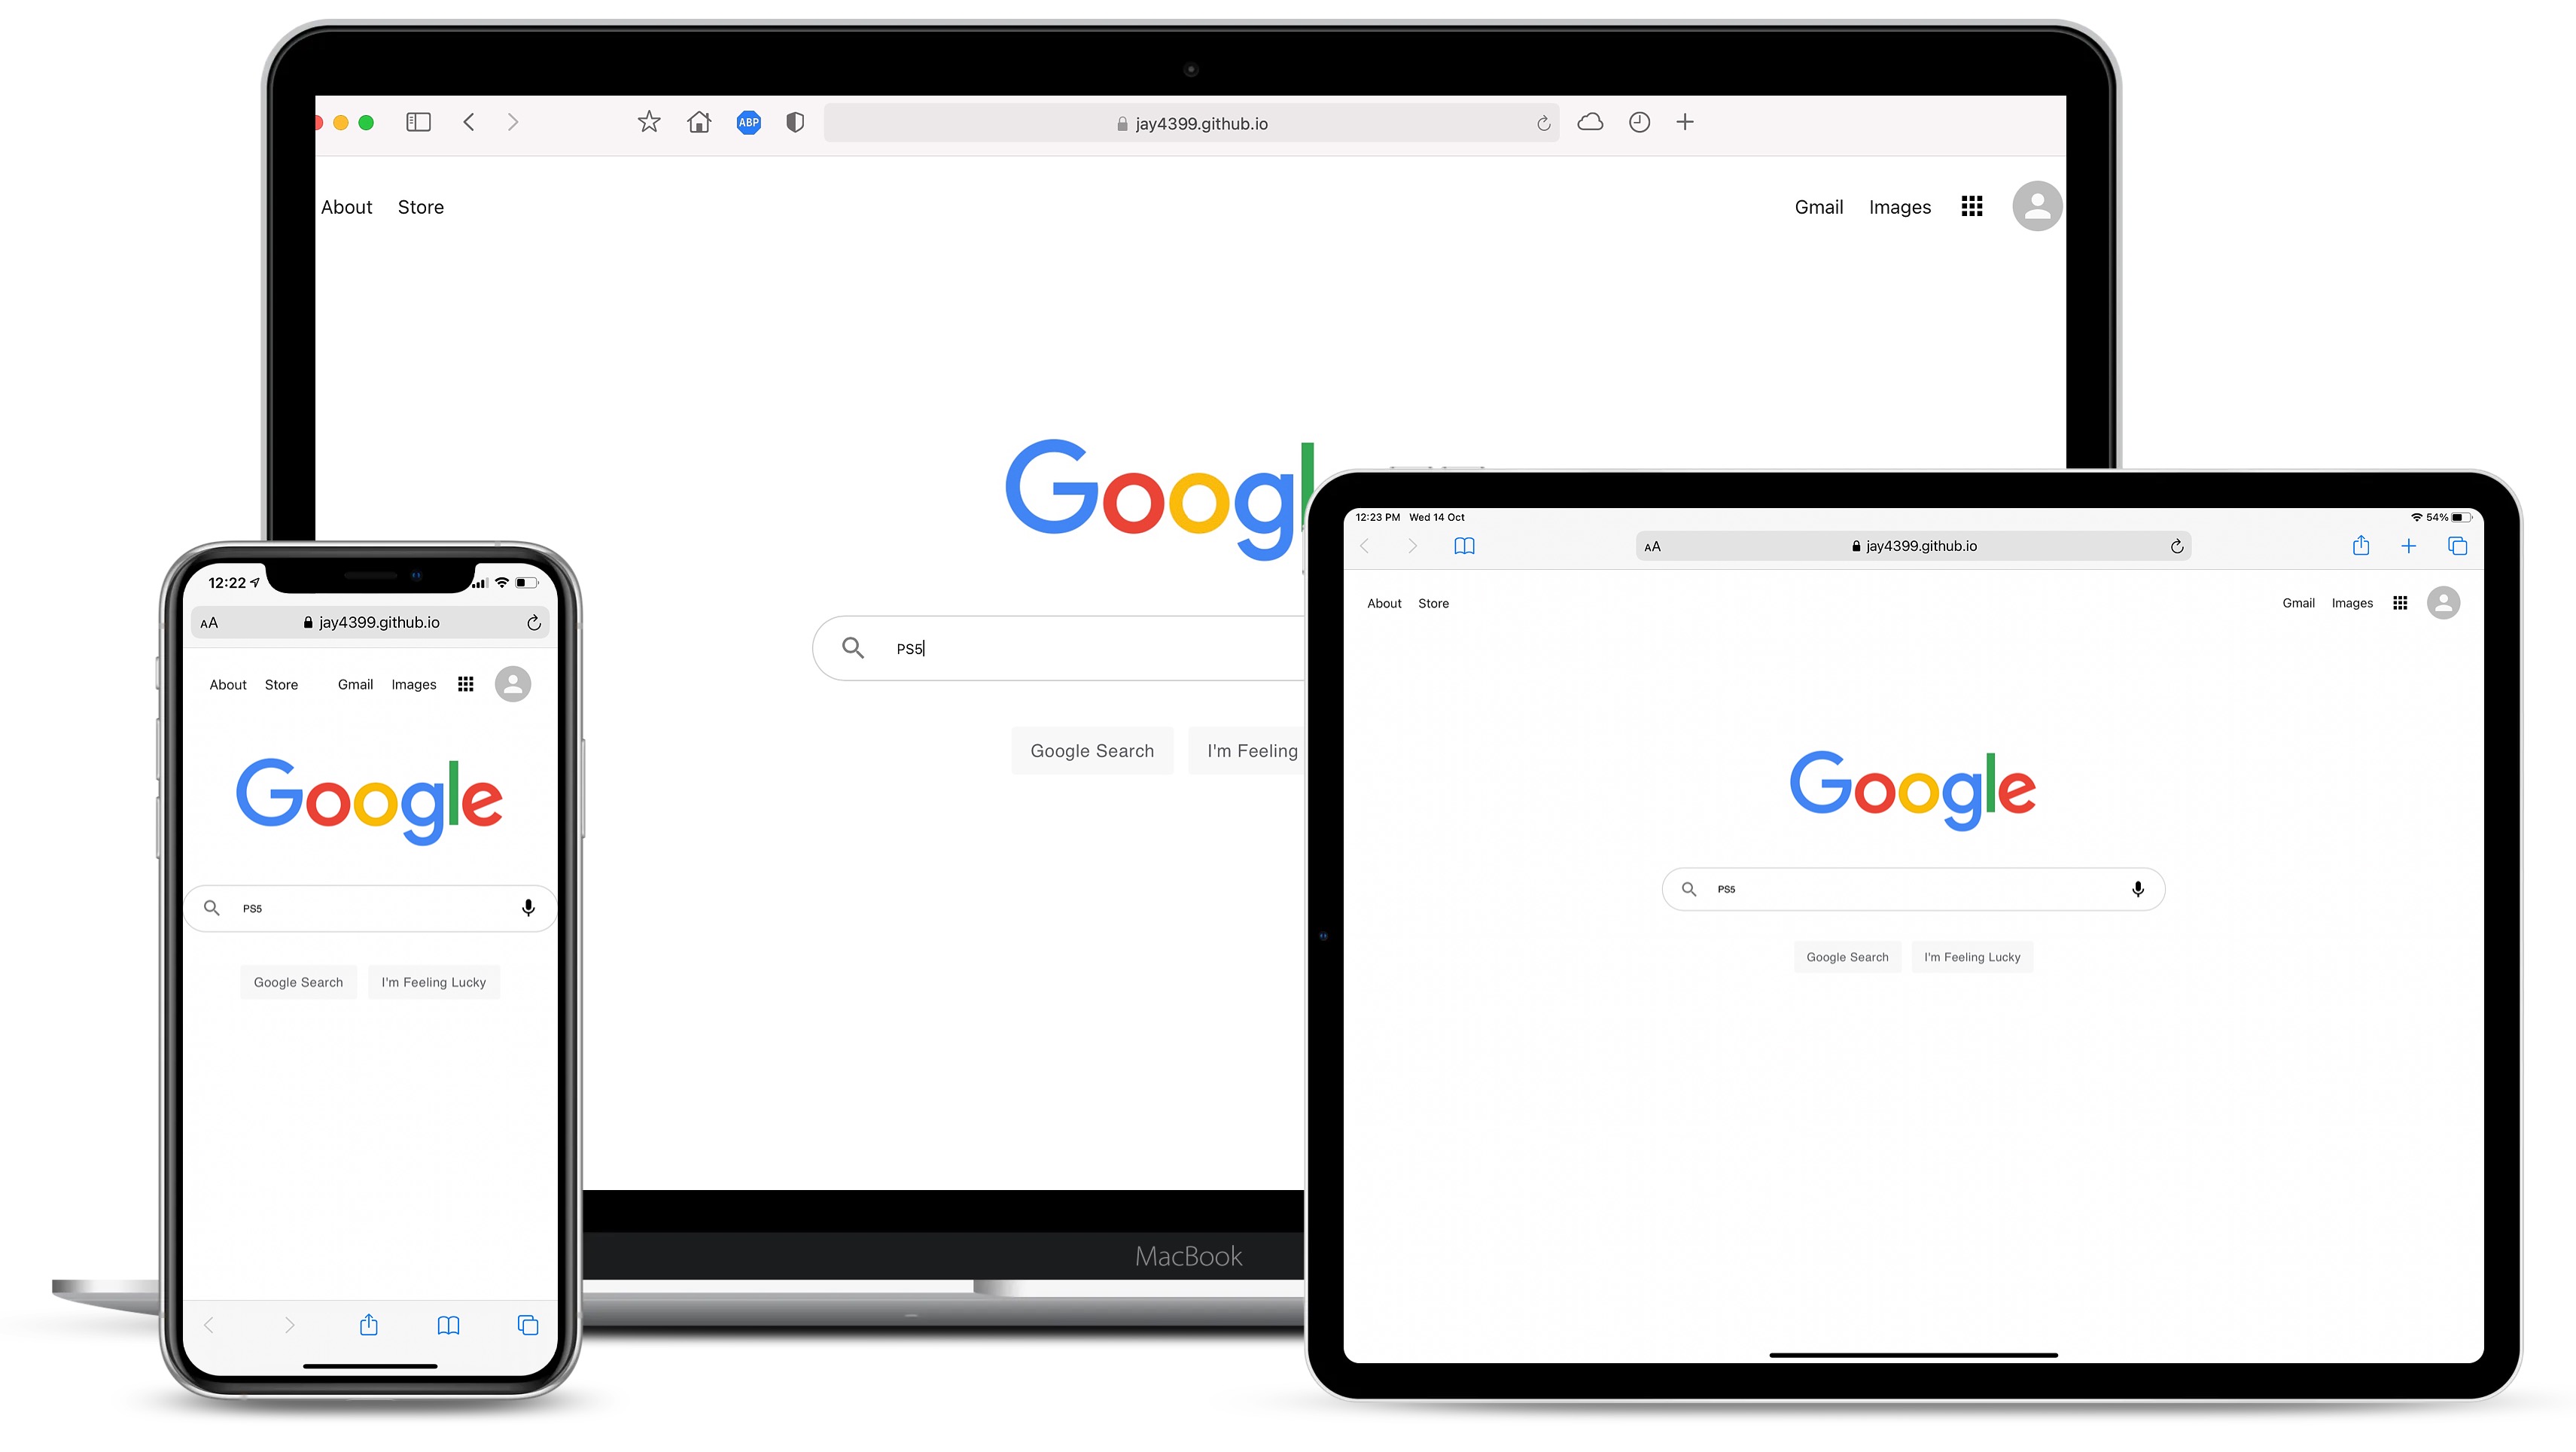 ABP
jay4399.github.io
About Store
Gmail Images
Googl
PS5
Google Search
I'm Feeling
MacBook
12:22
AA
jay4399.github.io
About Store Gmail Images
Google
PS5
Google Search
I'm Feeling Lucky
12:23 PM Wed 14 Oct
54%
AA
jay4399.github.io
About Store
Gmail Images
Google
PS5
Google Search
I'm Feeling Lucky